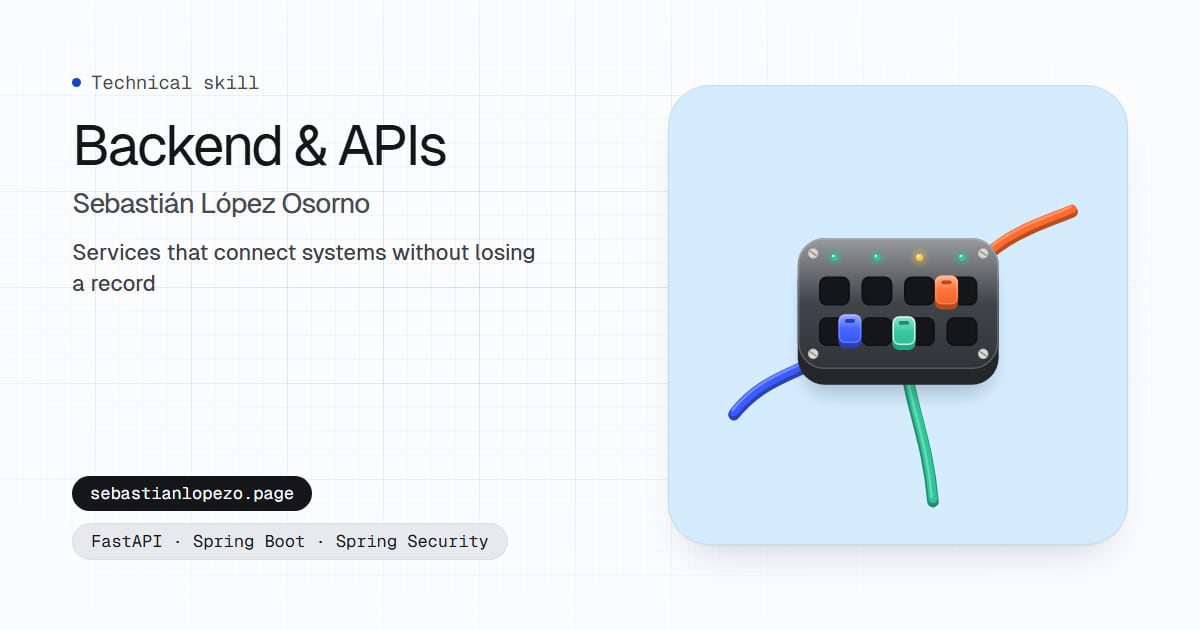 Technical skill
Backend & APIs
Sebastián López Osorno
Services that connect systems without losing
a record
sebastianlopezo.page
FastAPI · Spring Boot · Spring Security